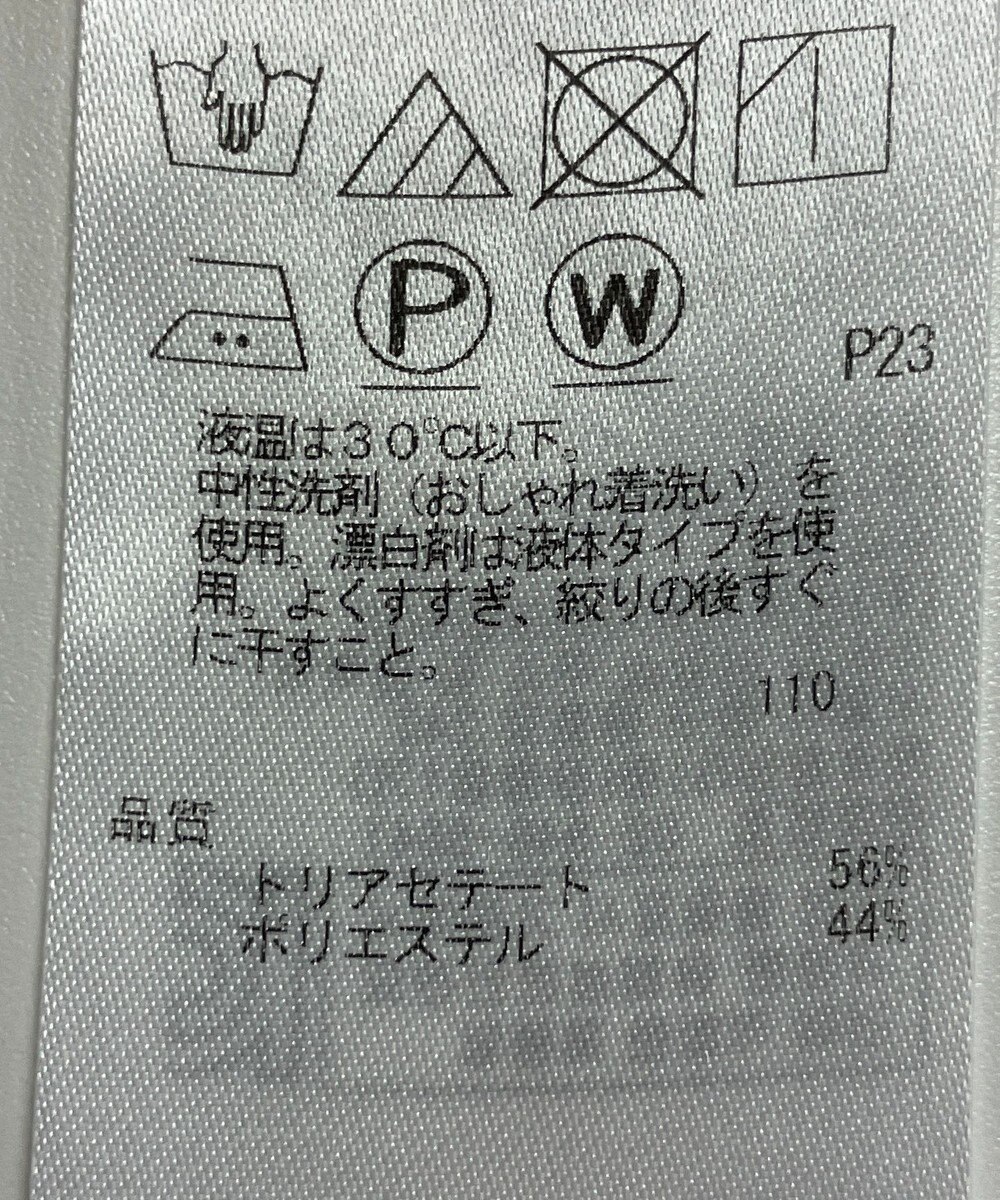 P
W
P23
液温は30℃以下。
中性洗剤（おしゃれ着洗い）を
使用。漂白剤は液体タイプを使
用。よくすすぎ、絞りの後すぐ
に干すこと。
110
品質
トリアセテート 56%
ポリエステル 44%